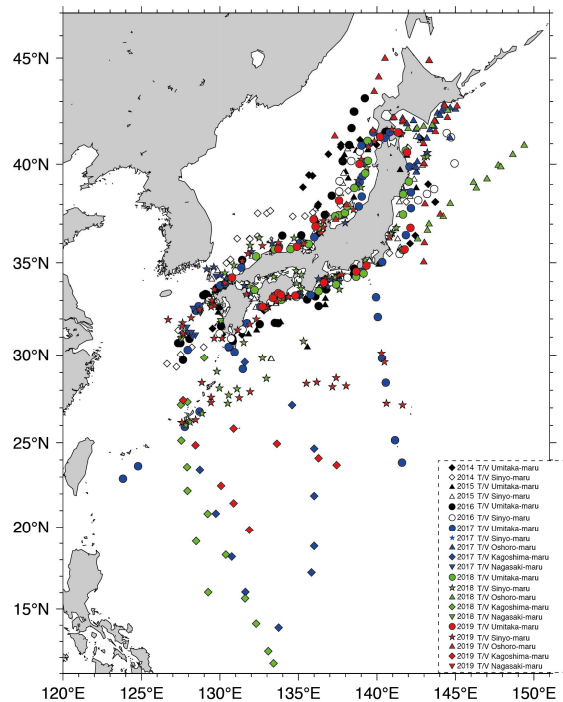 45°N
40°N
35°N
30°N
25°N
20°N
15°N
2014 T/V Umitaka-maru
2014 T/V Sinyo-maru
2015 T/V Umitaka-maru
2015 T/V Sinyo-maru
2016 T/V Umitaka-maru
2016 T/V Sinyo-maru
2017 T/V Umitaka-maru
2017 T/V Sinyo-maru
2017 T/V Oshoro-maru
2017 T/V Kagoshima-maru
2017 T/V Nagasaki-maru
2018 T/V Umitaka-maru
2018 T/V Sinyo-maru
2018 T/V Oshoro-maru
2018 T/V Kagoshima-maru
2018 T/V Nagasaki-maru
2019 T/V Umitaka-maru
2019 T/V Sinyo-maru
2019 T/V Oshoro-maru
2019 T/V Kagoshima-maru
2019 T/V Nagasaki-maru
120°E 125°E 130°E 135°E 140°E 145°E 150°E